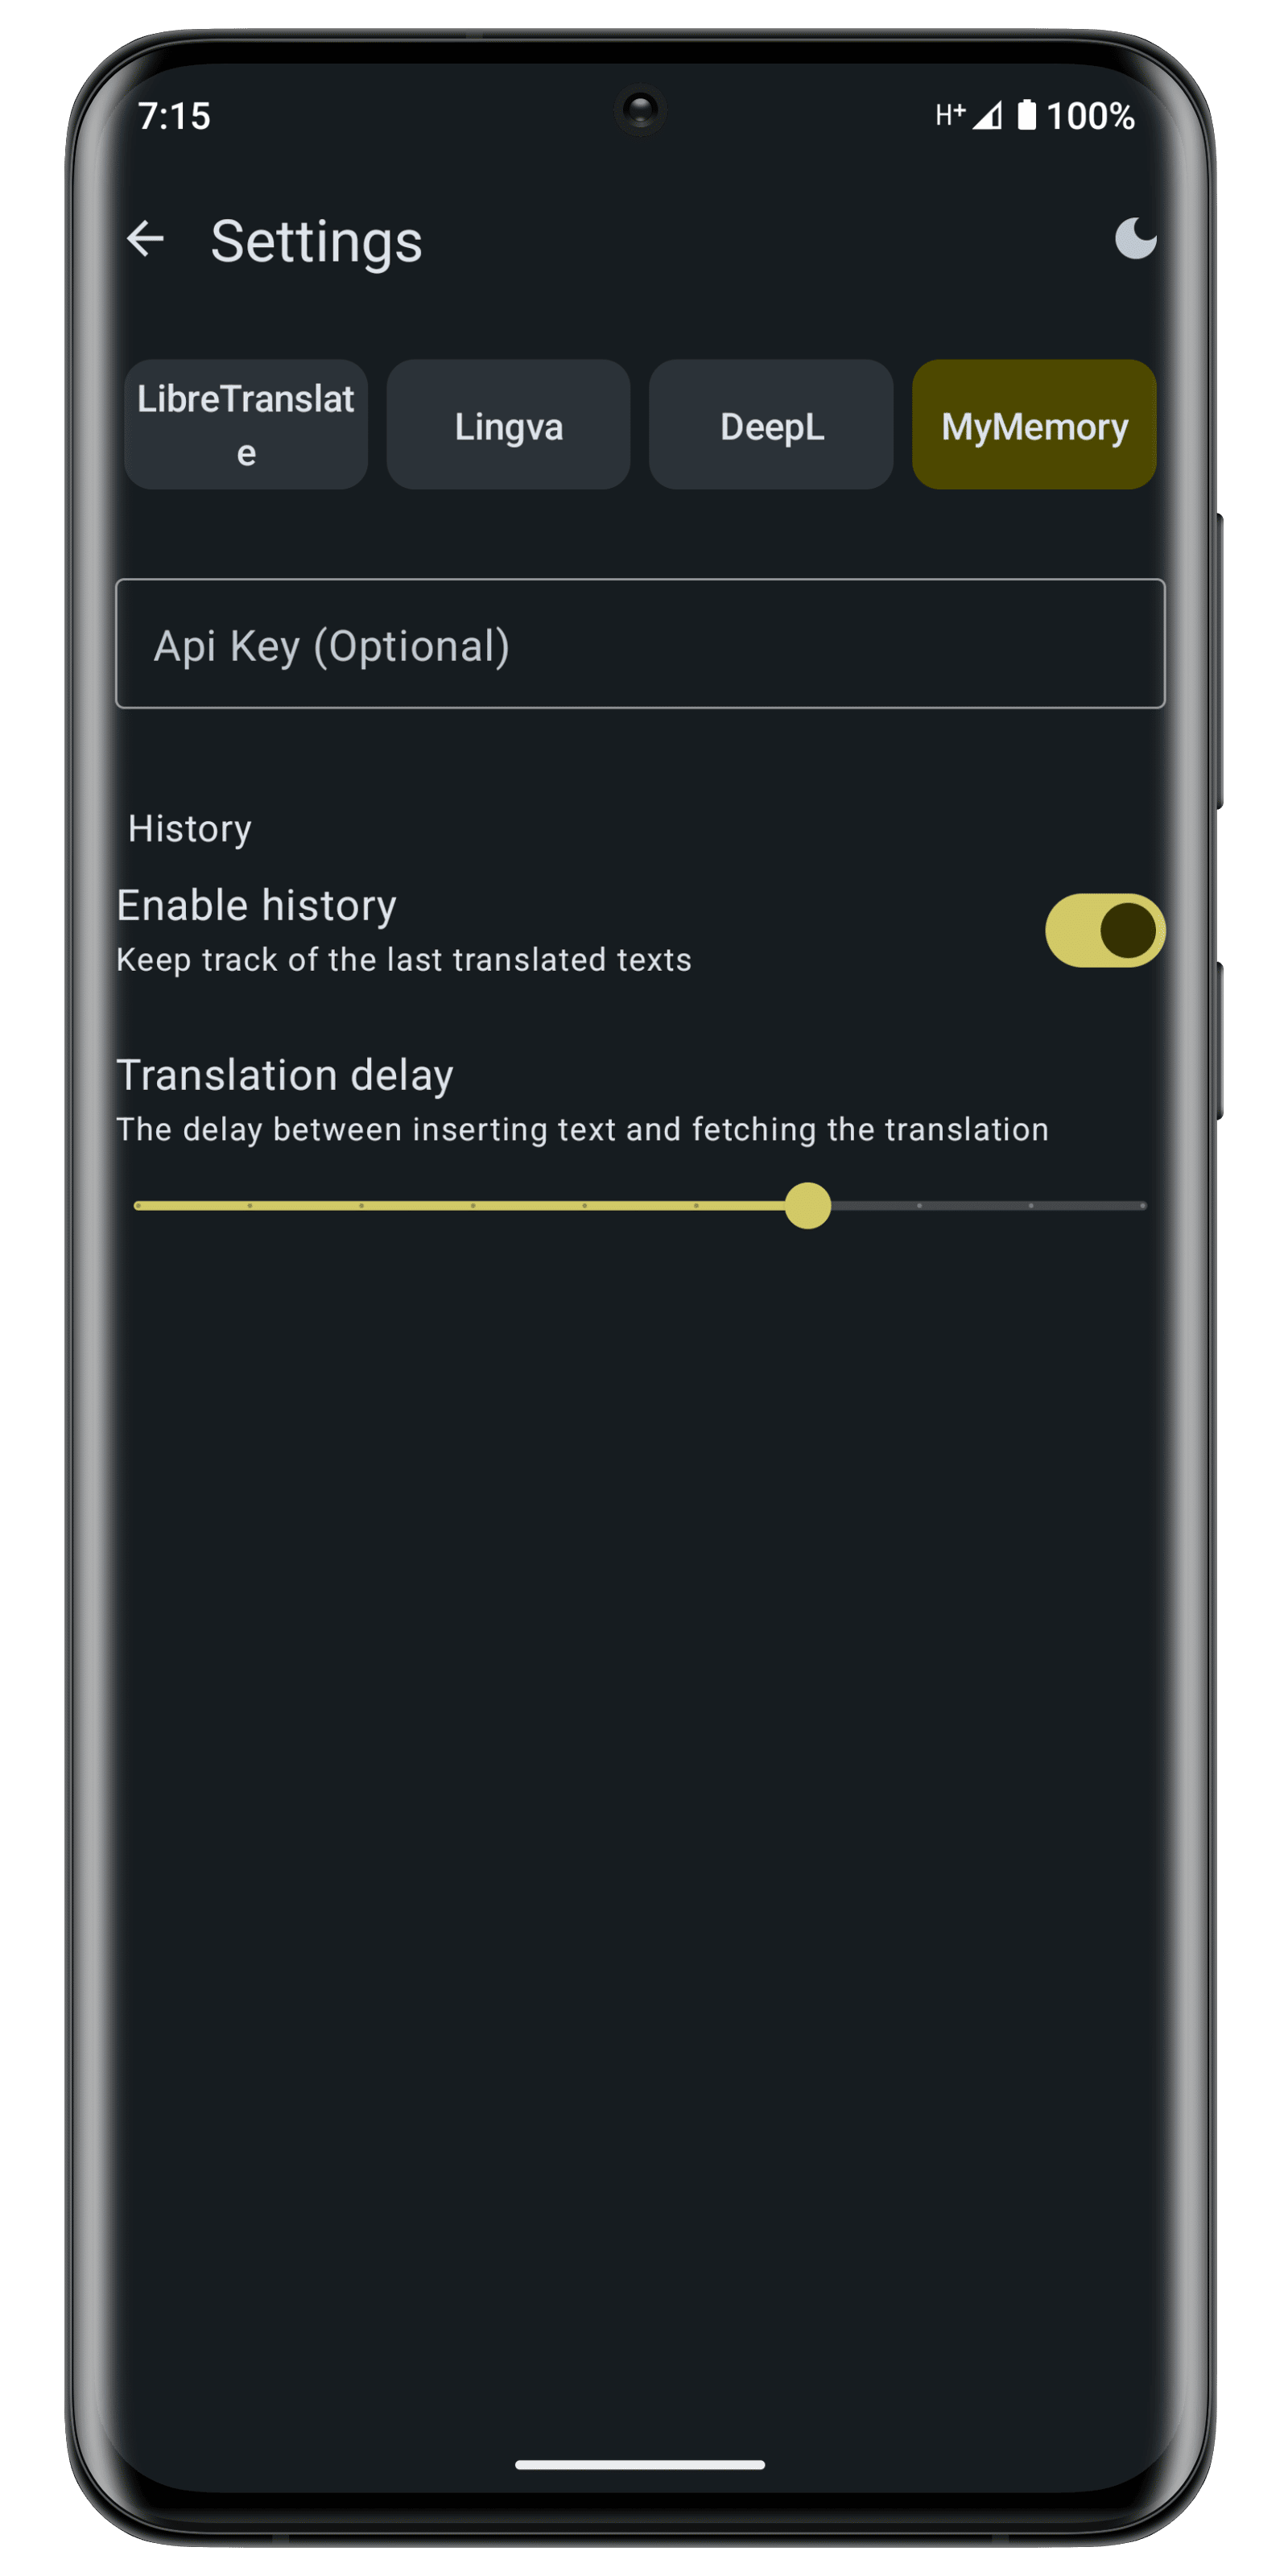 7:15
H+ 100%
Settings
LibreTranslat
e
Lingva
DeepL
MyMemory
Api Key (Optional)
History
Enable history
Keep track of the last translated texts
Translation delay
The delay between inserting text and fetching the translation